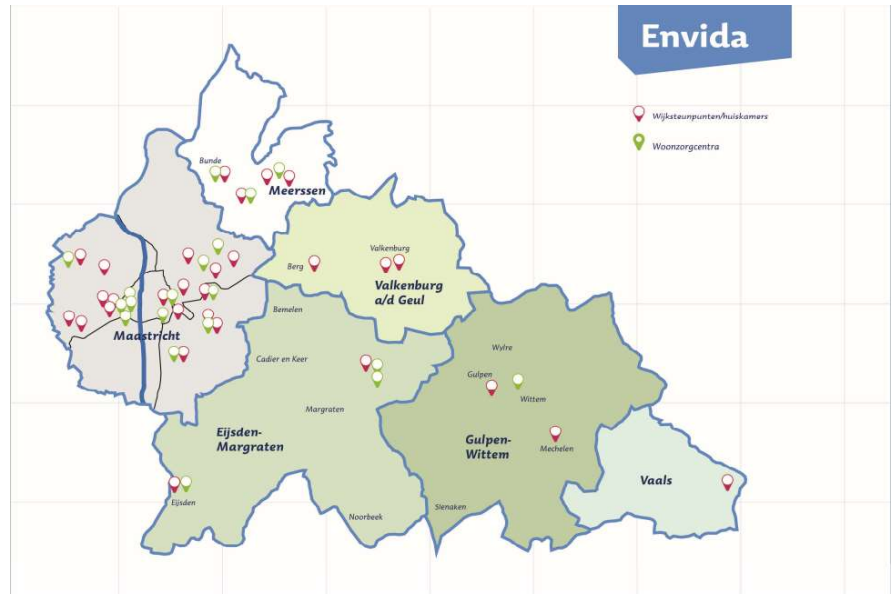 Envida
Wijksteunpunten/huiskamers
Woonzorgcentra
Bunde
Meerssen
Berg
Valkenburg
Valkenburg
a/d Geul
Bemelen
Maastricht
Cadier en Keer
Wylre
Gulpen
Wittem
Margraten
Eijsden-
Margraten
Gulpen-
Wittem
Mechelen
Vaals
Eijsden
Noorbeek
Slenaken